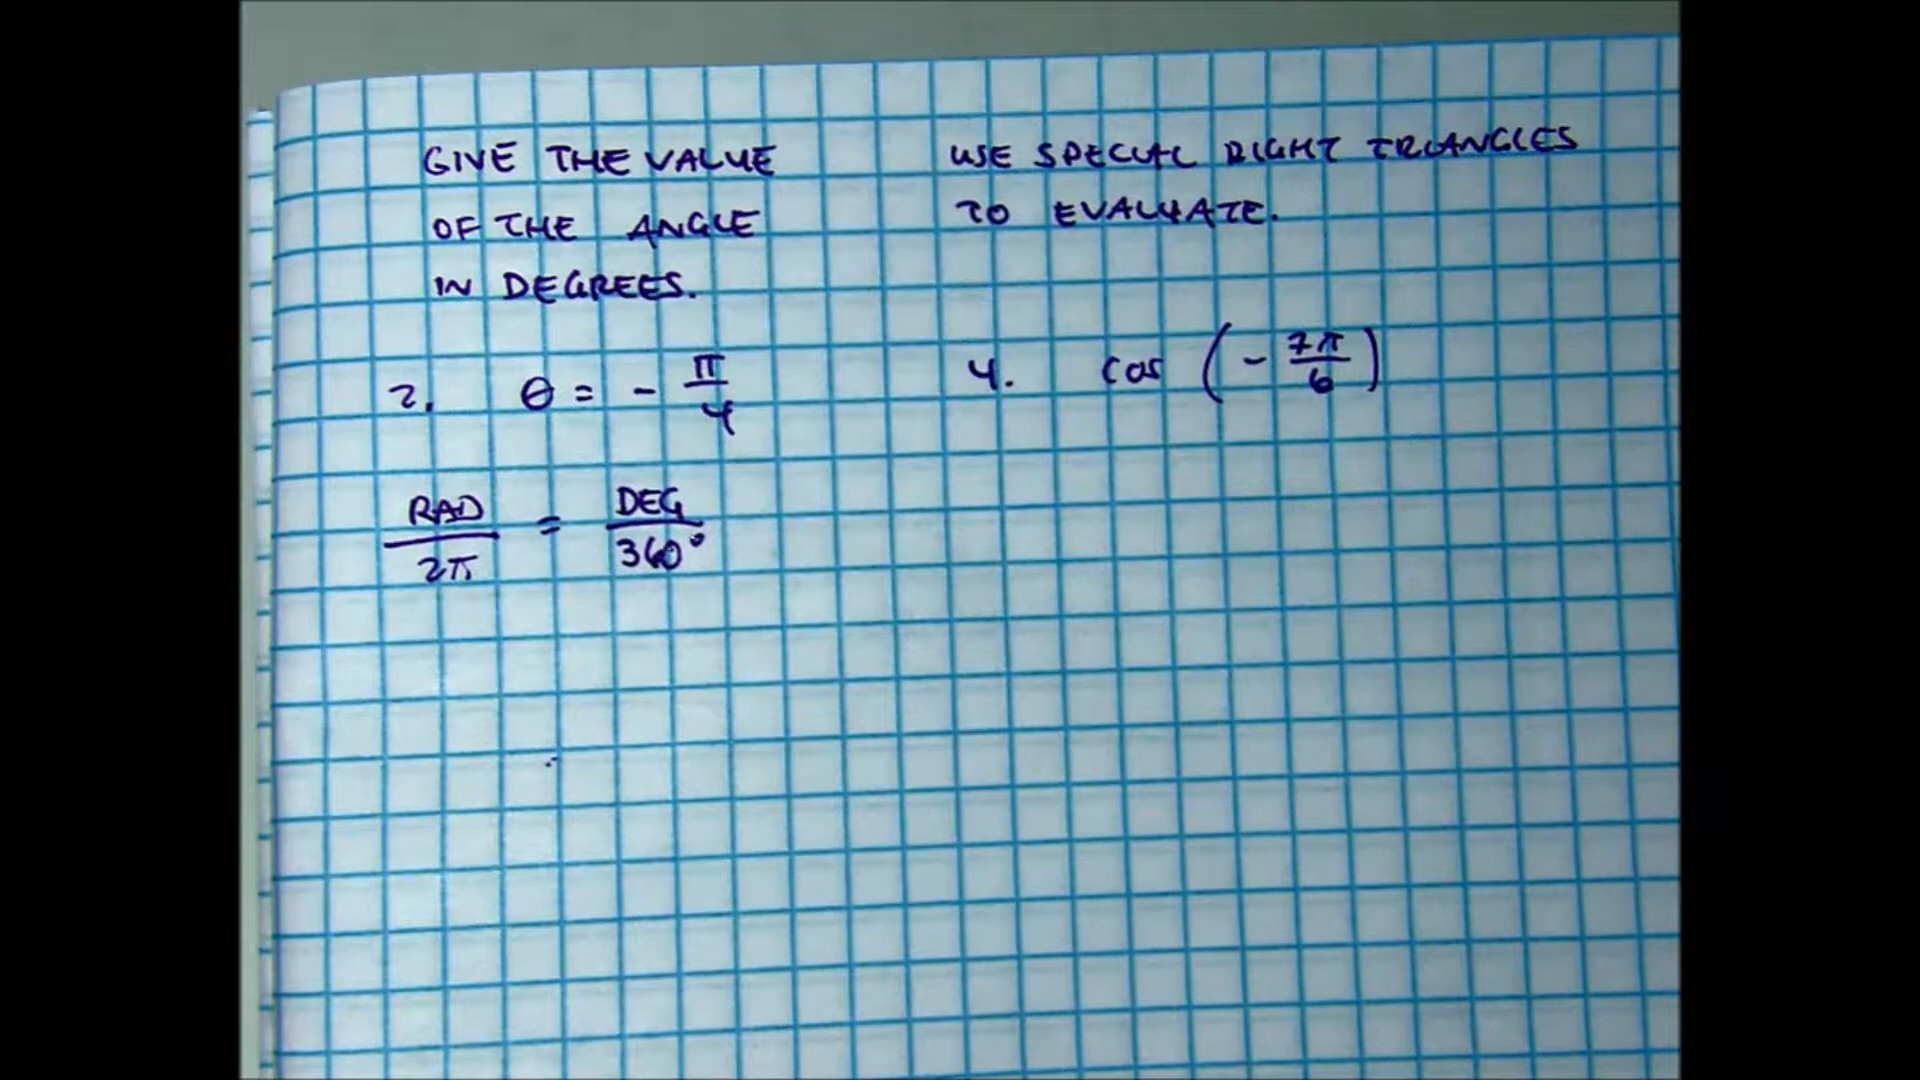 GIVE THE VALUE
OF THE ANGLE
IN DEGREES.
2. θ = - π/4
RAD/2π = DEG/360°
USE SPECIAL RIGHT TRIANGLES
TO EVALUATE.
4. cos (- 7π/6)